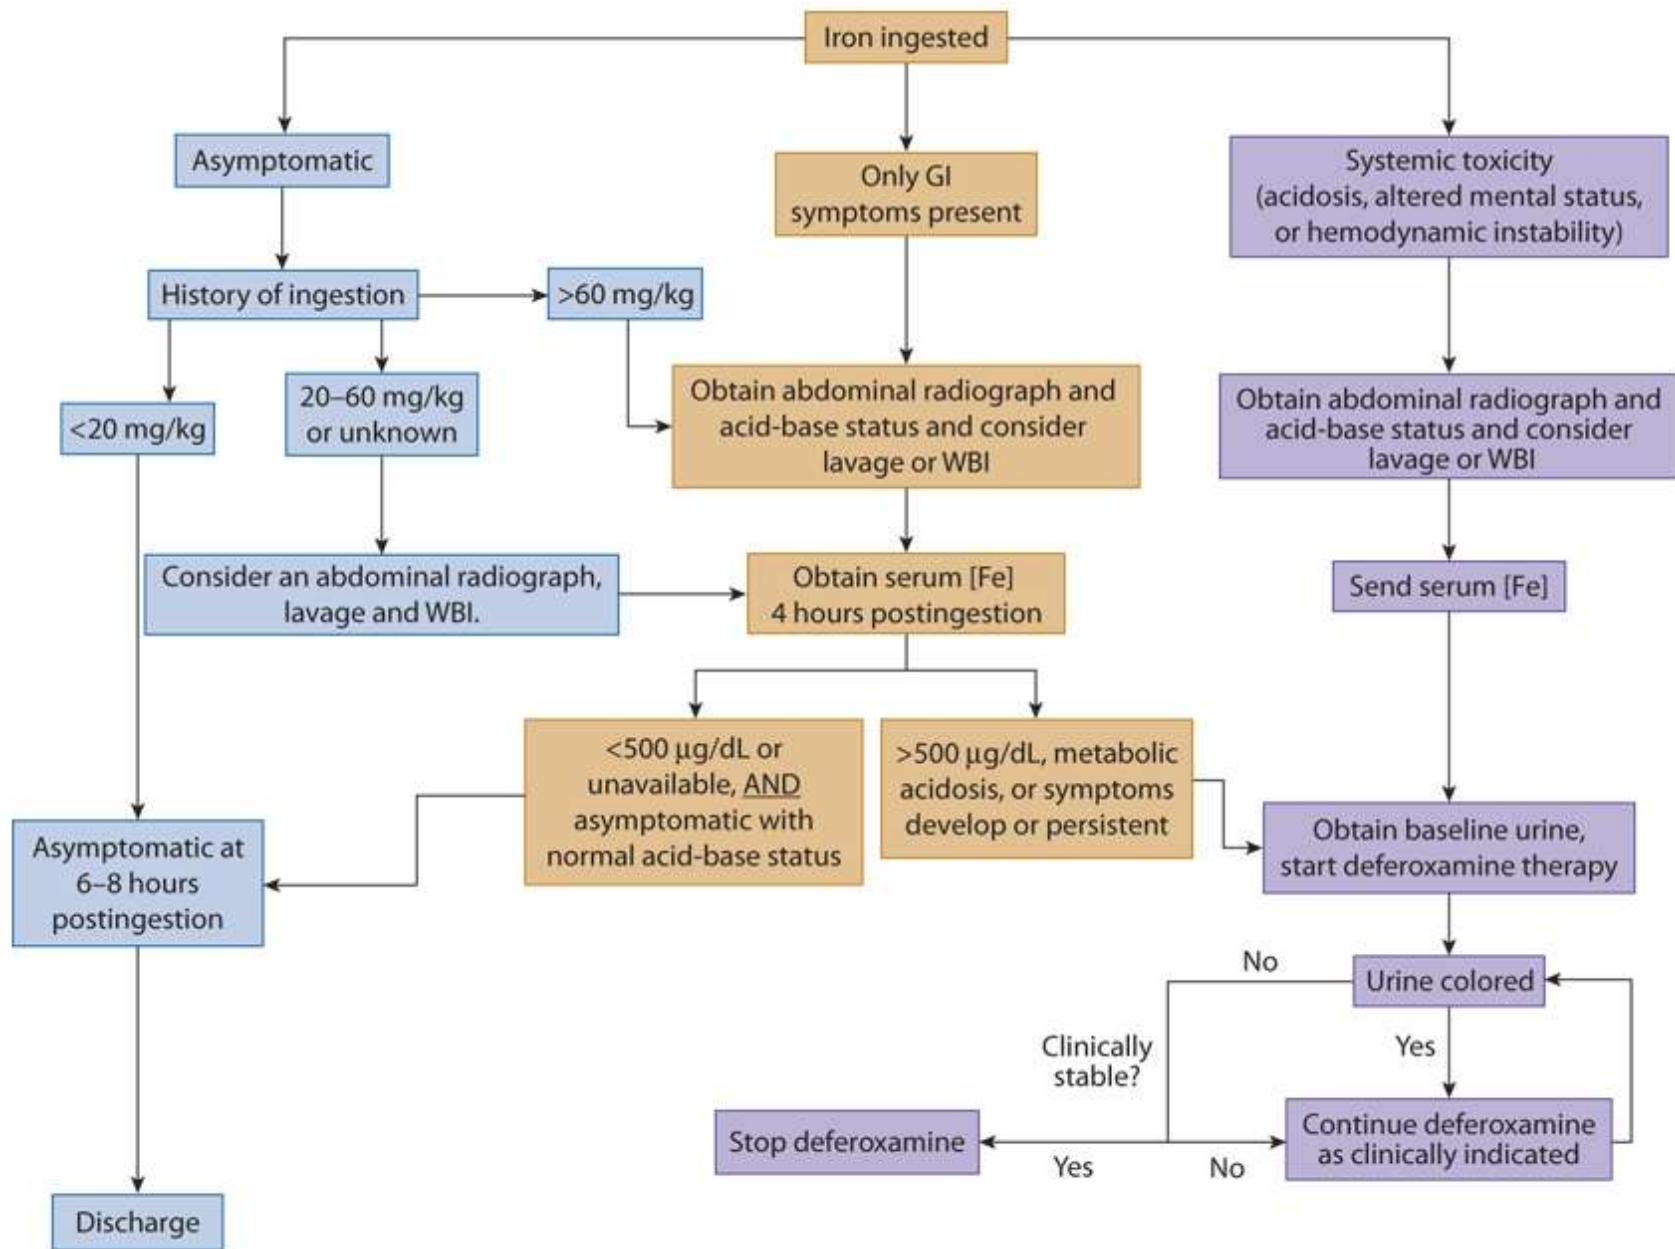 Iron ingested
Asymptomatic
Only GI
symptoms present
Systemic toxicity
(acidosis, altered mental status,
or hemodynamic instability)
History of ingestion
>60 mg/kg
<20 mg/kg
20–60 mg/kg
or unknown
Obtain abdominal radiograph and
acid-base status and consider
lavage or WBI
Obtain abdominal radiograph and
acid-base status and consider
lavage or WBI
Consider an abdominal radiograph,
lavage and WBI.
Obtain serum [Fe]
4 hours postingestion
Send serum [Fe]
<500 μg/dL or
unavailable, AND
asymptomatic with
normal acid-base status
>500 μg/dL, metabolic
acidosis, or symptoms
develop or persistent
Obtain baseline urine,
start deferoxamine therapy
Asymptomatic at
6–8 hours
postingestion
No
Urine colored
Clinically
stable?
Yes
Stop deferoxamine
Yes
No
Continue deferoxamine
as clinically indicated
Discharge